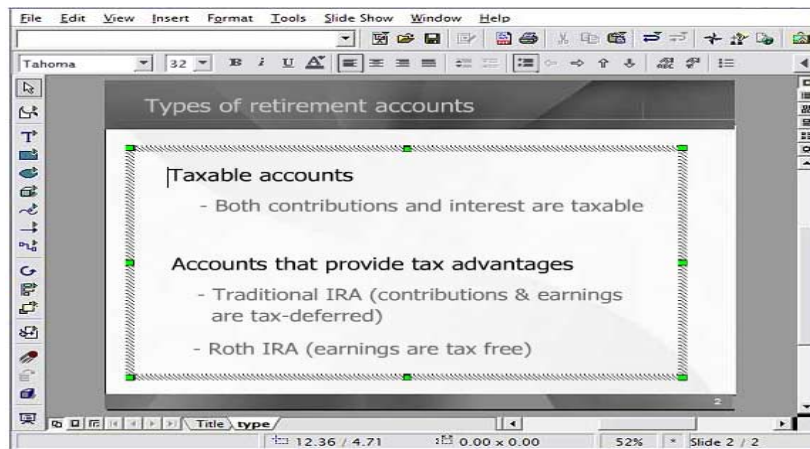 File Edit View Insert Format Tools Slide Show Window Help
Tahoma 32 B i U A
Types of retirement accounts
Taxable accounts
- Both contributions and interest are taxable
Accounts that provide tax advantages
- Traditional IRA (contributions & earnings
are tax-deferred)
- Roth IRA (earnings are tax free)
2
Title type
12.36 / 4.71 0.00 x 0.00 52% * Slide 2 / 2